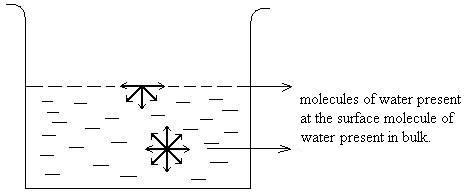 molecules of water present
at the surface molecule of
water present in bulk.